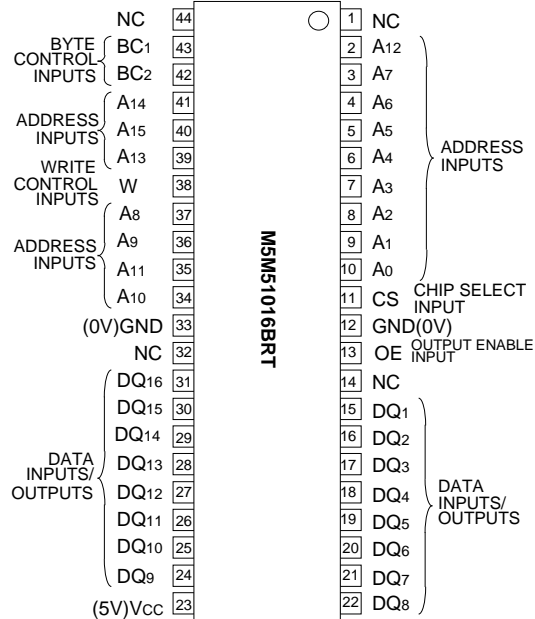 NC 44
BYTE CONTROL INPUTS
BC1 43
BC2 42
ADDRESS INPUTS
A14 41
A15 40
A13 39
WRITE CONTROL INPUTS
W 38
ADDRESS INPUTS
A8 37
A9 36
A11 35
A10 34
(0V)GND 33
NC 32
DATA INPUTS/ OUTPUTS
DQ16 31
DQ15 30
DQ14 29
DQ13 28
DQ12 27
DQ11 26
DQ10 25
DQ9 24
(5V)VCC 23
M5M51016BRT
1 NC
2 A12
3 A7
4 A6
5 A5
6 A4
7 A3
8 A2
9 A1
10 A0
ADDRESS INPUTS
11 CS CHIP SELECT INPUT
12 GND(0V)
13 OE OUTPUT ENABLE INPUT
14 NC
15 DQ1
16 DQ2
17 DQ3
18 DQ4
19 DQ5
20 DQ6
21 DQ7
22 DQ8
DATA INPUTS/ OUTPUTS